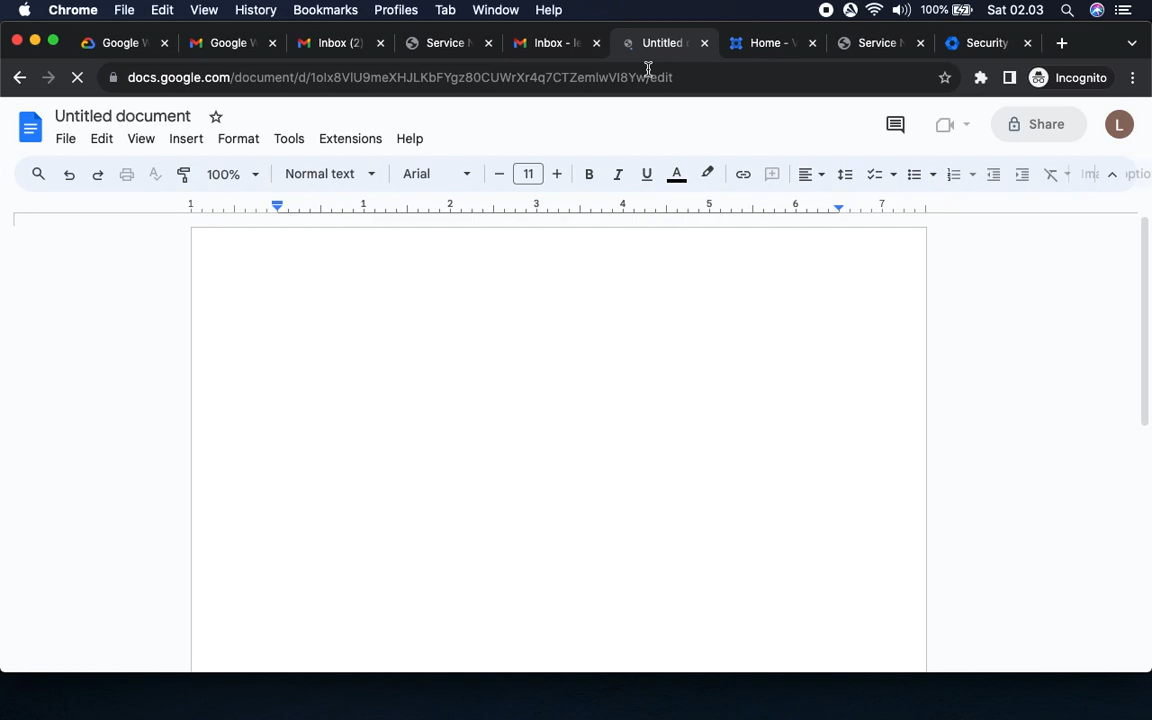 Chrome File Edit View History Bookmarks Profiles Tab Window Help 100% Sat 02.03
Google W Google W Inbox (2) Service N Inbox - le Untitled d Home - V Service N Security
docs.google.com/document/d/1olx8VlU9meXHJLKbFYgz80CUWrXr4q7CTZemlwVl8Yw/edit Incognito
Untitled document
File Edit View Insert Format Tools Extensions Help Share L
100% Normal text Arial 11 B I U A
1 1 2 3 4 5 6 7